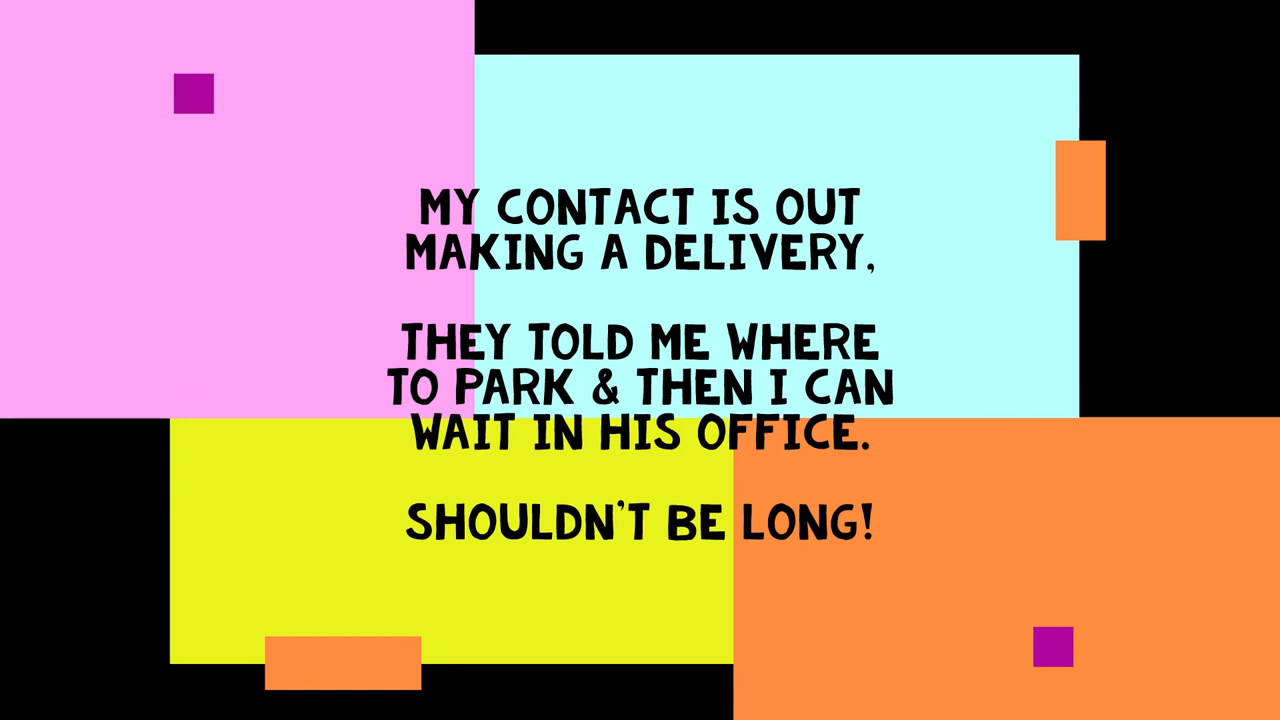 MY CONTACT IS OUT
MAKING A DELIVERY,
THEY TOLD ME WHERE
TO PARK & THEN I CAN
WAIT IN HIS OFFICE.
SHOULDN'T BE LONG!